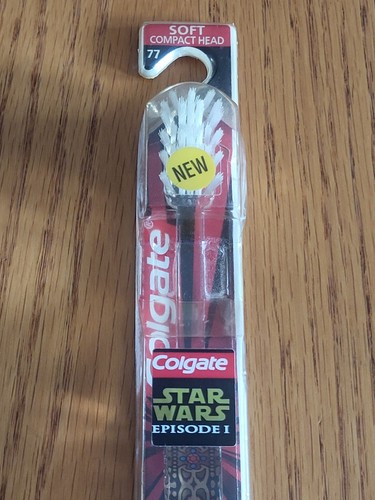 SOFT
COMPACT HEAD
77
NEW
Colgate®
Colgate
STAR
WARS
EPISODE I